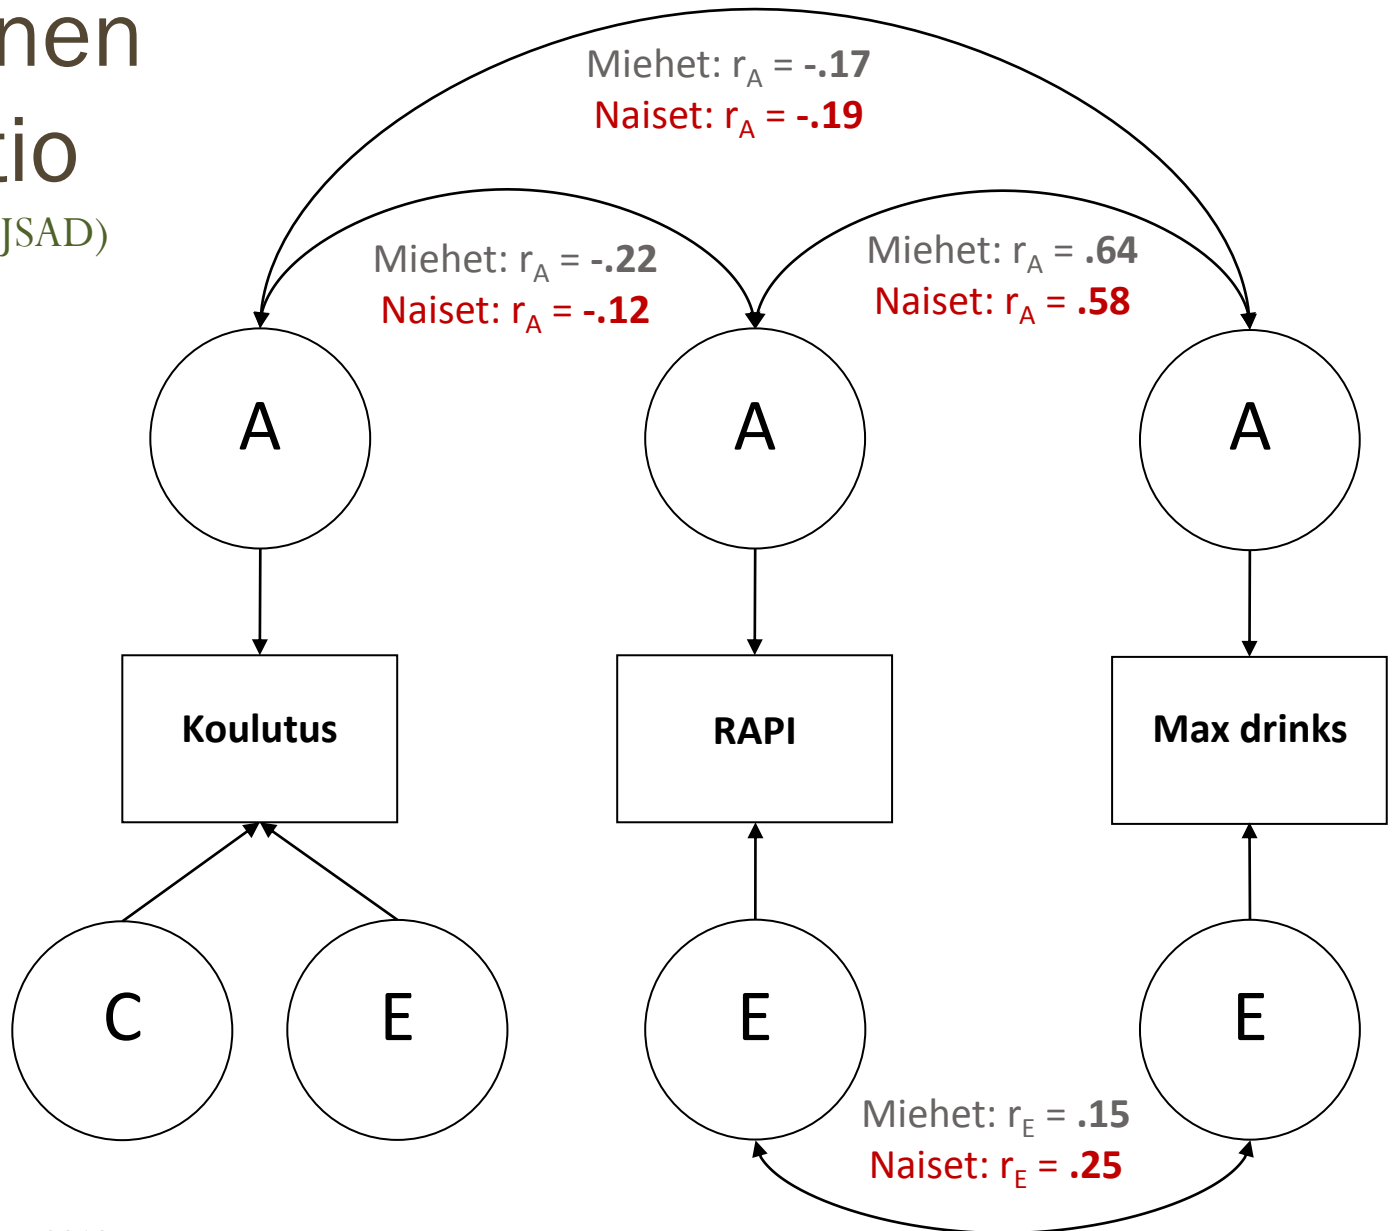 nen
tio
JSAD)
Miehet: rA = -.17
Naiset: rA = -.19
Miehet: rA = -.22
Naiset: rA = -.12
Miehet: rA = .64
Naiset: rA = .58
A
A
A
Koulutus
RAPI
Max drinks
C
E
E
E
Miehet: rE = .15
Naiset: rE = .25